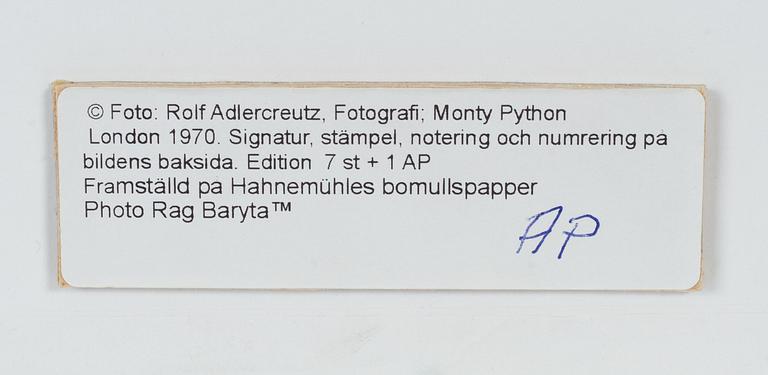 © Foto: Rolf Adlercreutz, Fotografi; Monty Python
London 1970. Signatur, stämpel, notering och numrering på
bildens baksida. Edition 7 st + 1 AP
Framställd pa Hahnemühles bomullspapper
Photo Rag Baryta™
AP